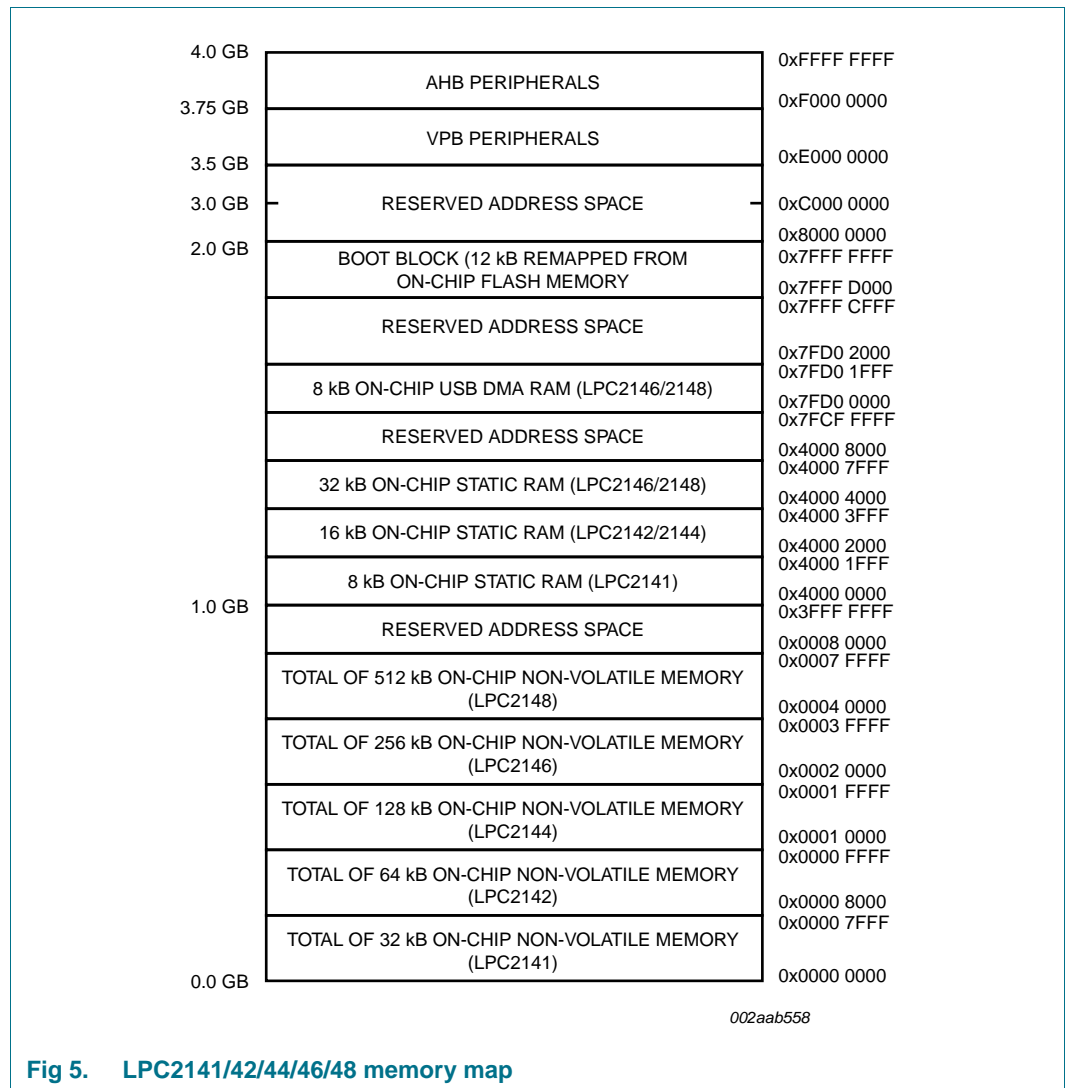 4.0 GB
0xFFFF FFFF
AHB PERIPHERALS
3.75 GB
0xF000 0000
VPB PERIPHERALS
3.5 GB
0xE000 0000
3.0 GB
RESERVED ADDRESS SPACE
0xC000 0000
0x8000 0000
2.0 GB
BOOT BLOCK (12 kB REMAPPED FROM
ON-CHIP FLASH MEMORY
0x7FFF FFFF
0x7FFF D000
0x7FFF CFFF
RESERVED ADDRESS SPACE
0x7FD0 2000
0x7FD0 1FFF
8 kB ON-CHIP USB DMA RAM (LPC2146/2148)
0x7FD0 0000
0x7FCF FFFF
RESERVED ADDRESS SPACE
0x4000 8000
0x4000 7FFF
32 kB ON-CHIP STATIC RAM (LPC2146/2148)
0x4000 4000
0x4000 3FFF
16 kB ON-CHIP STATIC RAM (LPC2142/2144)
0x4000 2000
0x4000 1FFF
8 kB ON-CHIP STATIC RAM (LPC2141)
0x4000 0000
1.0 GB
0x3FFF FFFF
RESERVED ADDRESS SPACE
0x0008 0000
0x0007 FFFF
TOTAL OF 512 kB ON-CHIP NON-VOLATILE MEMORY
(LPC2148)
0x0004 0000
0x0003 FFFF
TOTAL OF 256 kB ON-CHIP NON-VOLATILE MEMORY
(LPC2146)
0x0002 0000
0x0001 FFFF
TOTAL OF 128 kB ON-CHIP NON-VOLATILE MEMORY
(LPC2144)
0x0001 0000
0x0000 FFFF
TOTAL OF 64 kB ON-CHIP NON-VOLATILE MEMORY
(LPC2142)
0x0000 8000
0x0000 7FFF
TOTAL OF 32 kB ON-CHIP NON-VOLATILE MEMORY
(LPC2141)
0.0 GB
0x0000 0000
002aab558
Fig 5. LPC2141/42/44/46/48 memory map